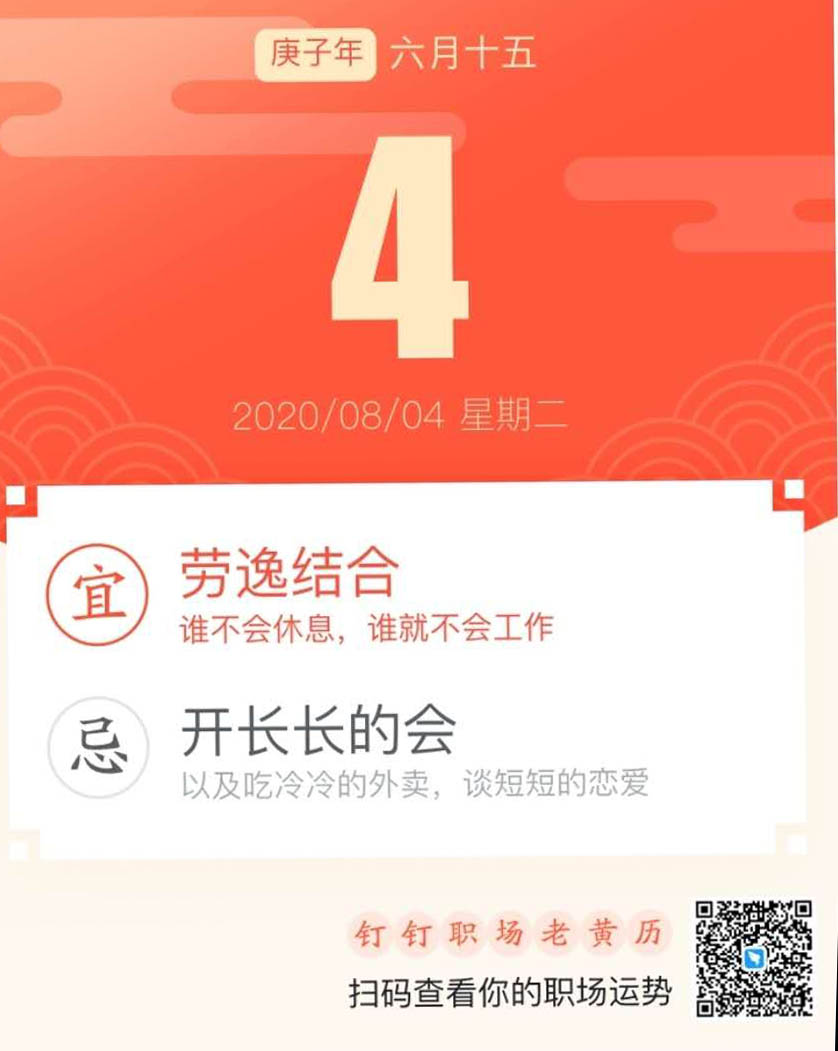 庚子年 六月十五
4
2020/08/04 星期二
宜
劳逸结合
谁不会休息，谁就不会工作
忌
开长长的会
以及吃冷冷的外卖，谈短短的恋爱
钉钉职场老黄历
扫码查看你的职场运势